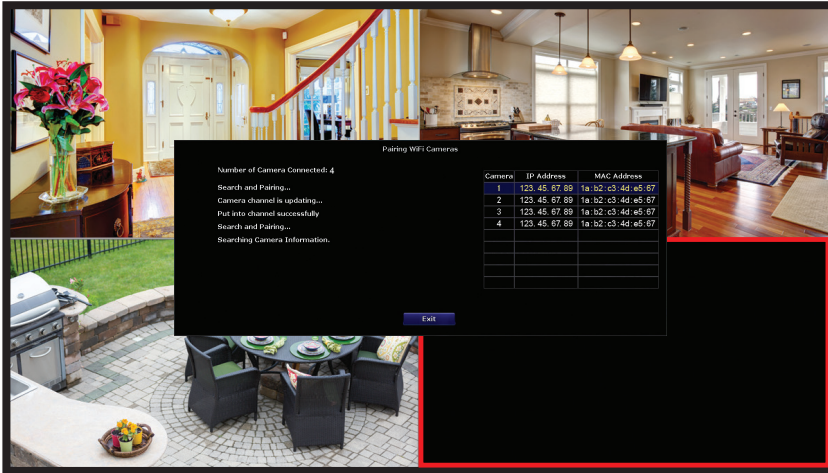 Pairing WiFi Cameras
Number of Camera Connected: 4
Search and Pairing...
Camera channel is updating...
Put into channel successfully
Search and Pairing...
Searching Camera Information.
Camera IP Address MAC Address
1 123. 45. 67. 89 1a:b2:c3:4d:e5:67
2 123. 45. 67. 89 1a:b2:c3:4d:e5:67
3 123. 45. 67. 89 1a:b2:c3:4d:e5:67
4 123. 45. 67. 89 1a:b2:c3:4d:e5:67
Exit